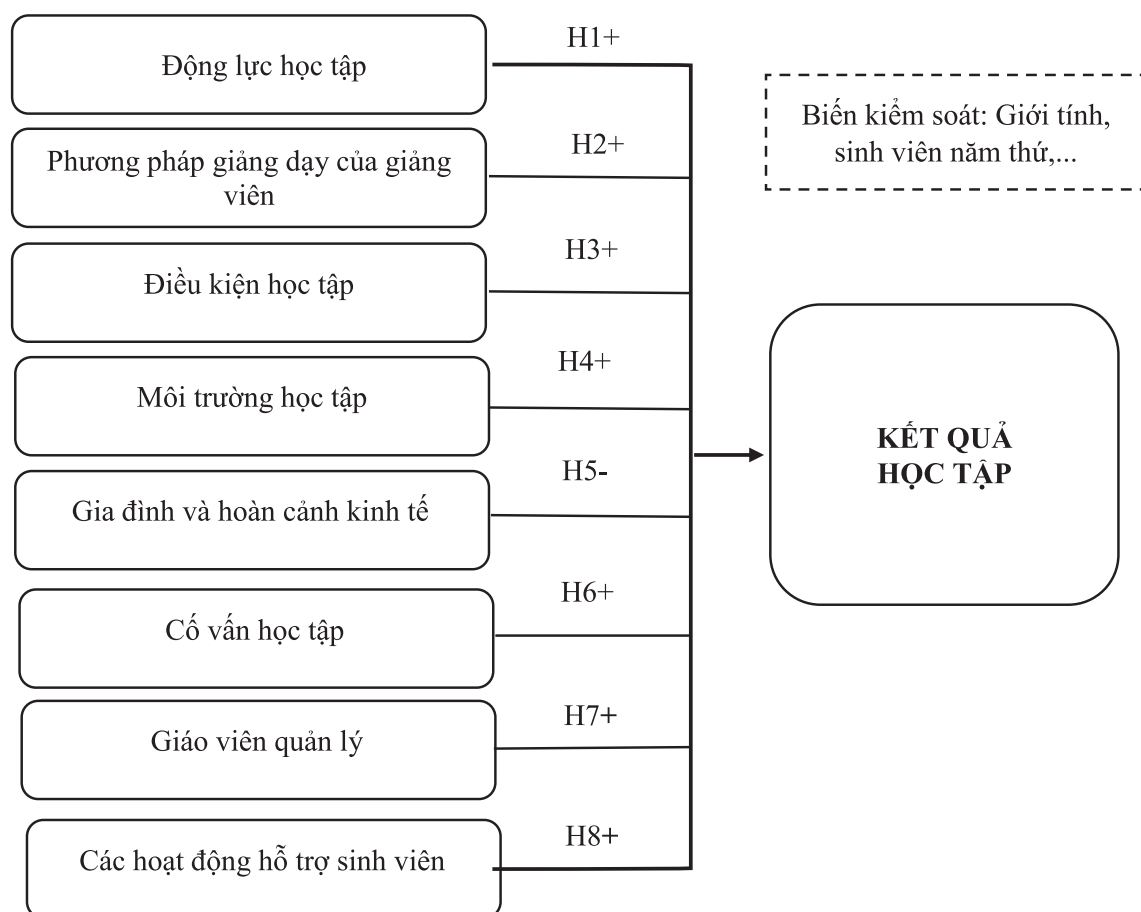 H1+
Động lực học tập
Biến kiểm soát: Giới tính,
sinh viên năm thứ,...
H2+
Phương pháp giảng dạy của giảng
viên
H3+
Điều kiện học tập
H4+
Môi trường học tập
KẾT QUẢ
HỌC TẬP
H5-
Gia đình và hoàn cảnh kinh tế
H6+
Cố vấn học tập
H7+
Giáo viên quản lý
H8+
Các hoạt động hỗ trợ sinh viên